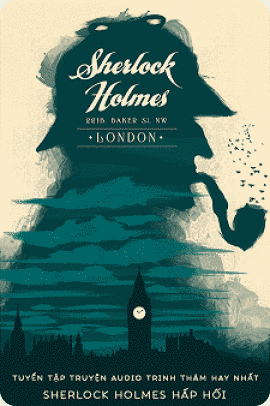 Sherlock
Holmes
221B. BAKER ST. NW
• LONDON •
TUYỂN TẬP TRUYỆN AUDIO TRINH THÁM HAY NHẤT
SHERLOCK HOLMES HẤP HỐI